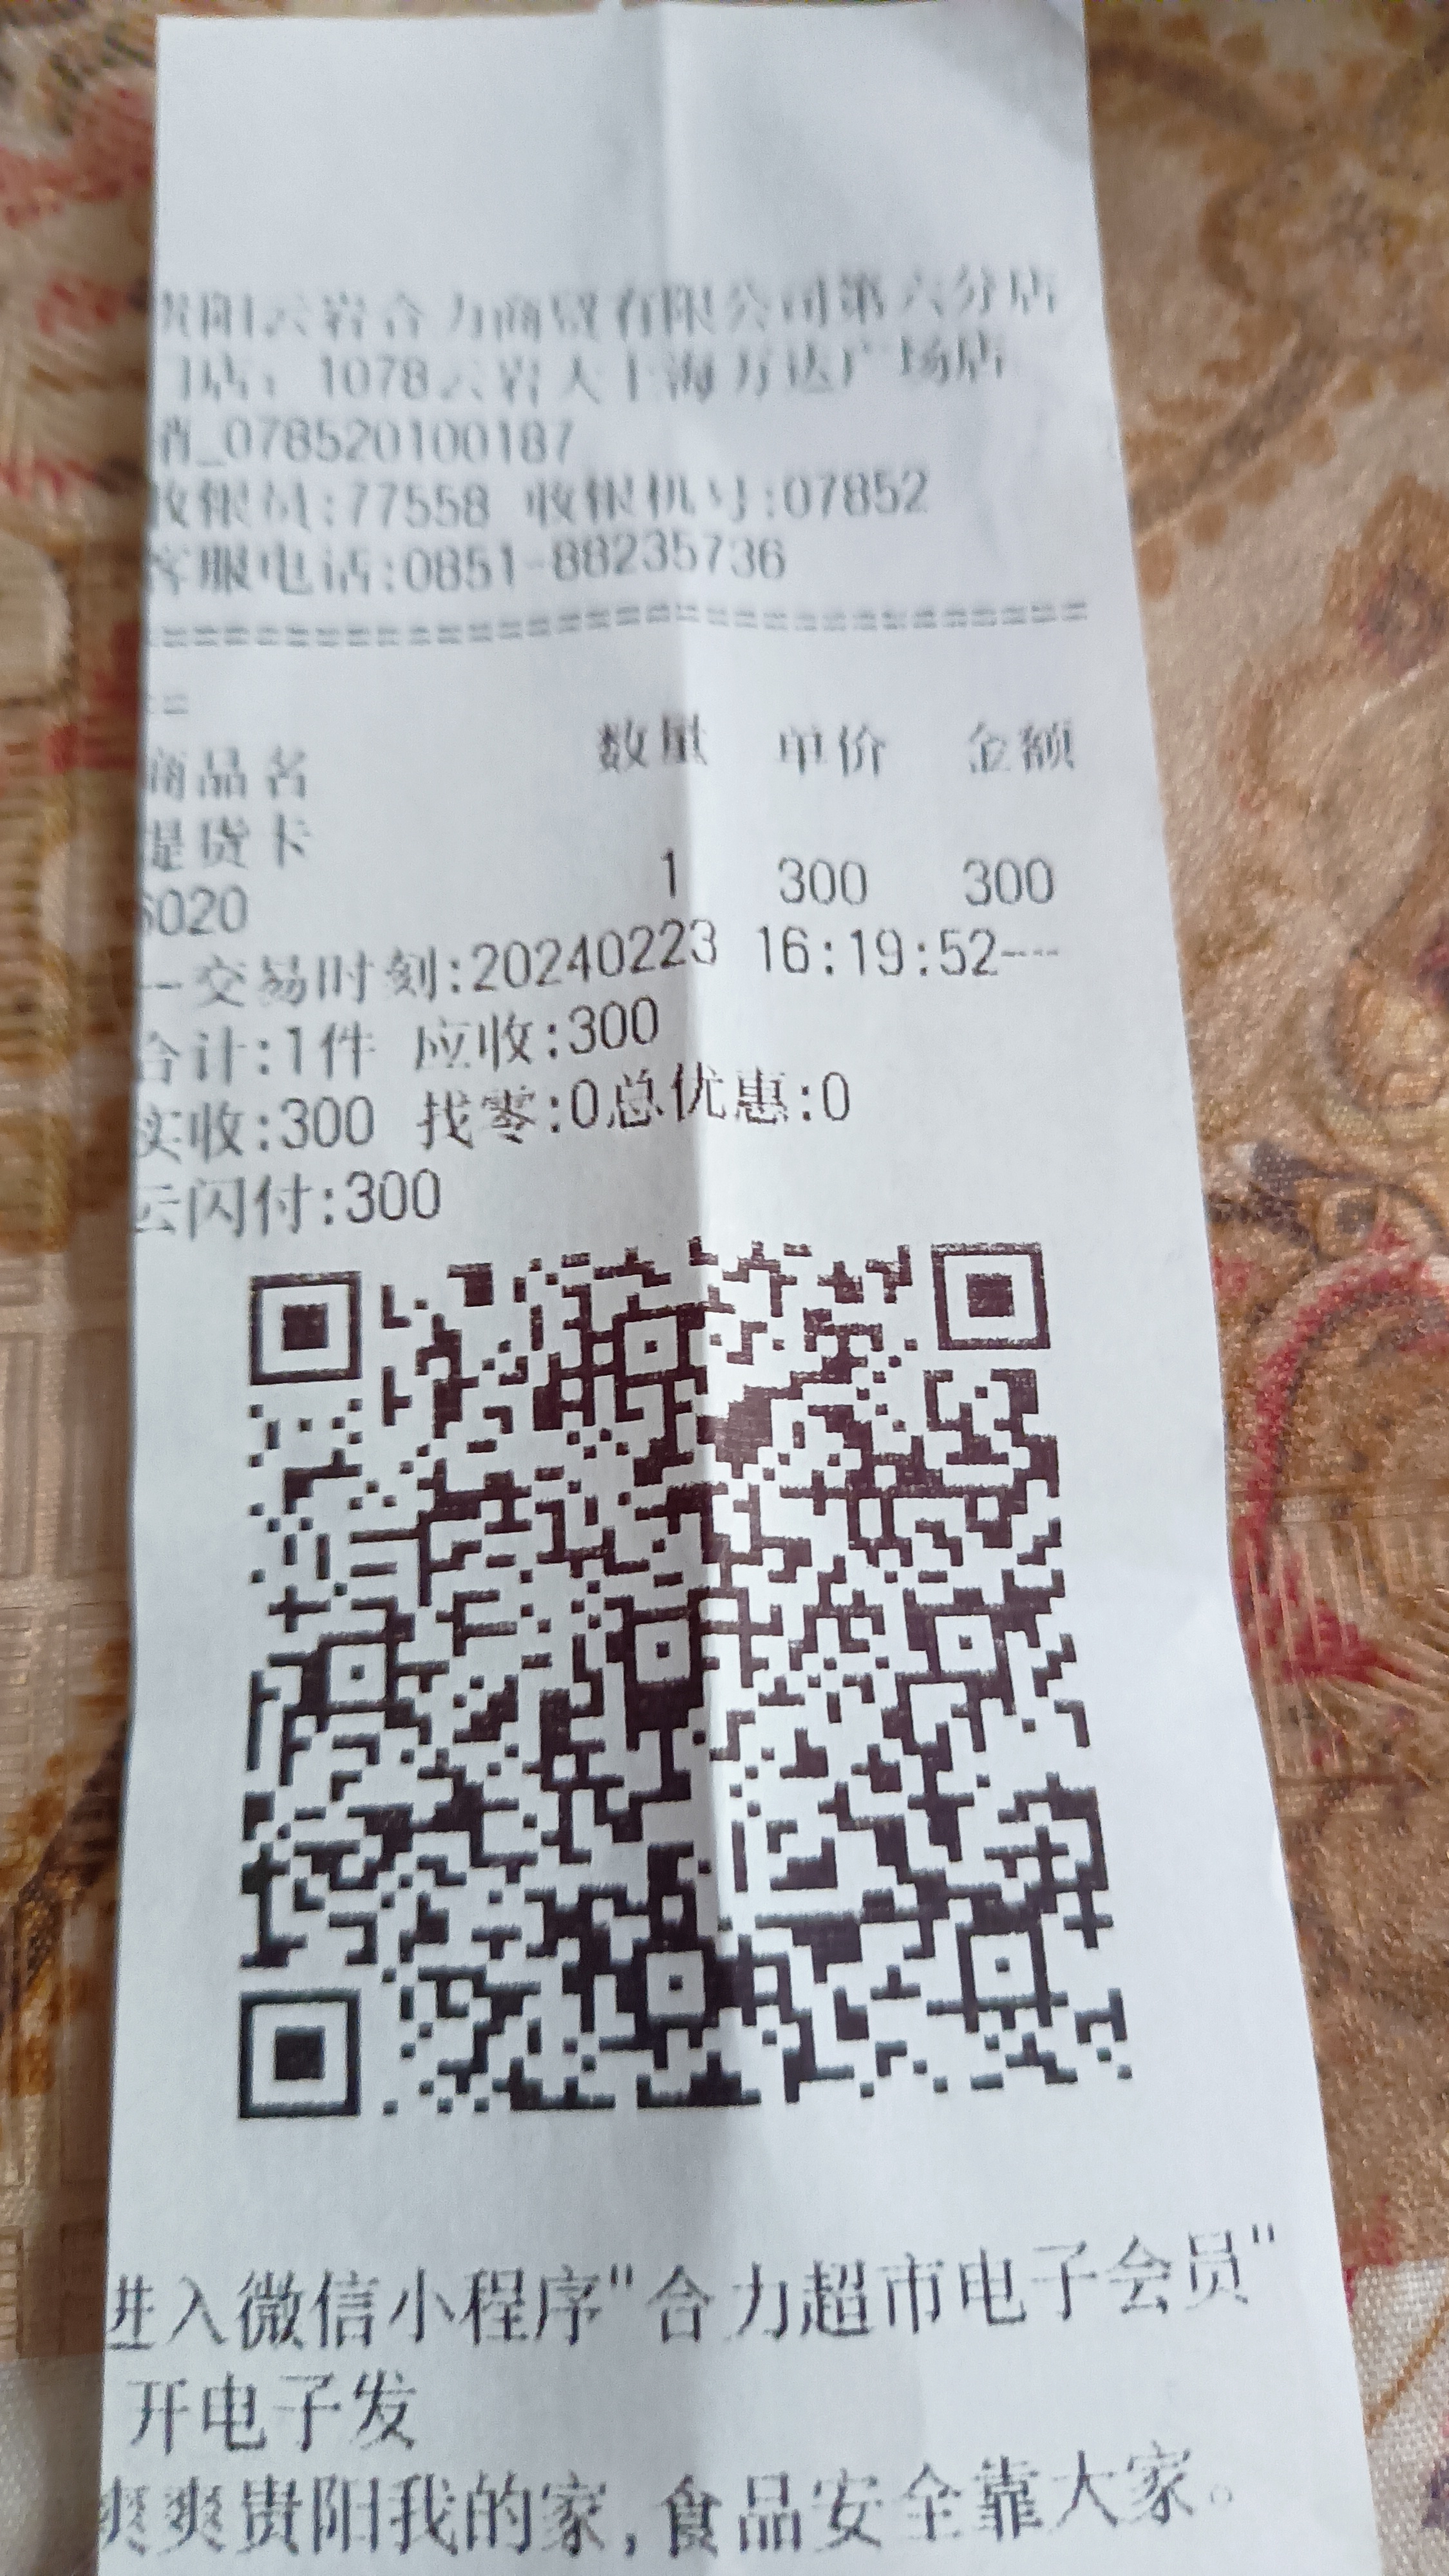 贵阳云岩合力商贸有限公司第六分店
门店：1078云岩大上海万达广场店
销_078520100187
收银员:77558 收银机号:07852
客服电话:0851-88235736
==============================
==
商品名 数量 单价 金额
提货卡
6020 1 300 300
--交易时刻:20240223 16:19:52---
合计:1件 应收:300
实收:300 找零:0总优惠:0
云闪付:300
进入微信小程序"合力超市电子会员"
开电子发
爽爽贵阳我的家,食品安全靠大家。